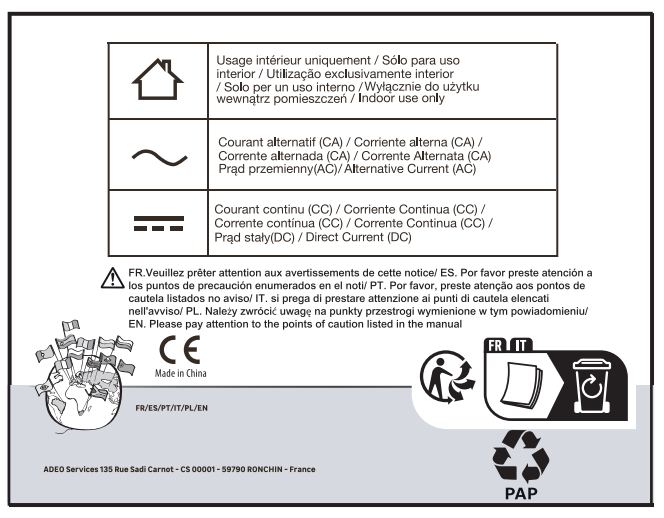 Usage intérieur uniquement / Sólo para uso
interior / Utilização exclusivamente interior
/ Solo per un uso interno / Wyłącznie do użytku
wewnątrz pomieszczeń / Indoor use only
Courant alternatif (CA) / Corriente alterna (CA) /
Corrente alternada (CA) / Corrente Alternata (CA)
Prąd przemienny(AC)/ Alternative Current (AC)
Courant continu (CC) / Corriente Continua (CC) /
Corrente contínua (CC) / Corrente Continua (CC) /
Prąd stały(DC) / Direct Current (DC)
FR.Veuillez prêter attention aux avertissements de cette notice/ ES. Por favor preste atención a
los puntos de precaución enumerados en el noti/ PT. Por favor, preste atenção aos pontos de
cautela listados no aviso/ IT. si prega di prestare attenzione ai punti di cautela elencati
nell'avviso/ PL. Należy zwrócić uwagę na punkty przestrogi wymienione w tym powiadomieniu/
EN. Please pay attention to the points of caution listed in the manual
CE
Made in China
FR IT
FR/ES/PT/IT/PL/EN
ADEO Services 135 Rue Sadi Carnot - CS 00001 - 59790 RONCHIN - France
PAP